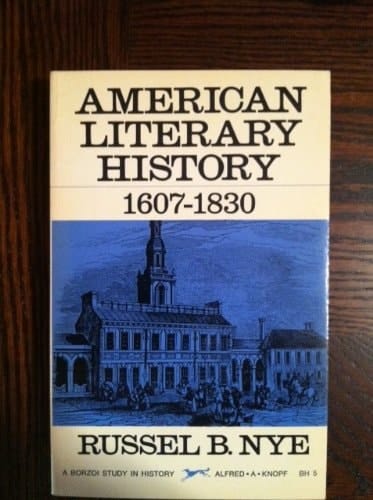 AMERICAN
LITERARY
HISTORY
1607-1830
RUSSEL B. NYE
A BORZOI STUDY IN HISTORY ALFRED • A • KNOPF BH 5